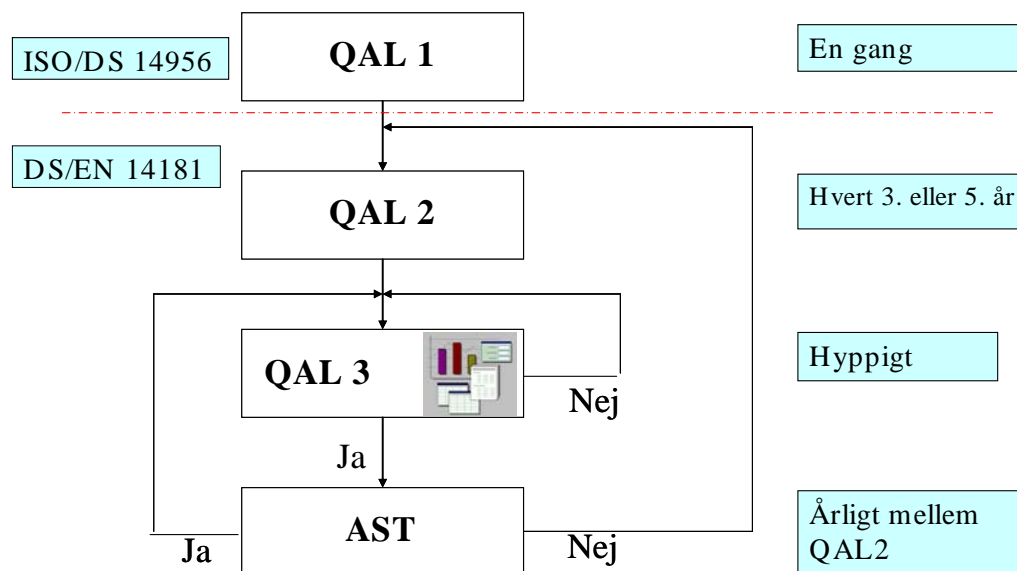 ISO/DS 14956
QAL 1
En gang
DS/EN 14181
QAL 2
Hvert 3. eller 5. år
QAL 3
Nej
Hyppigt
Ja
AST
Ja
Nej
Årligt mellem
QAL2